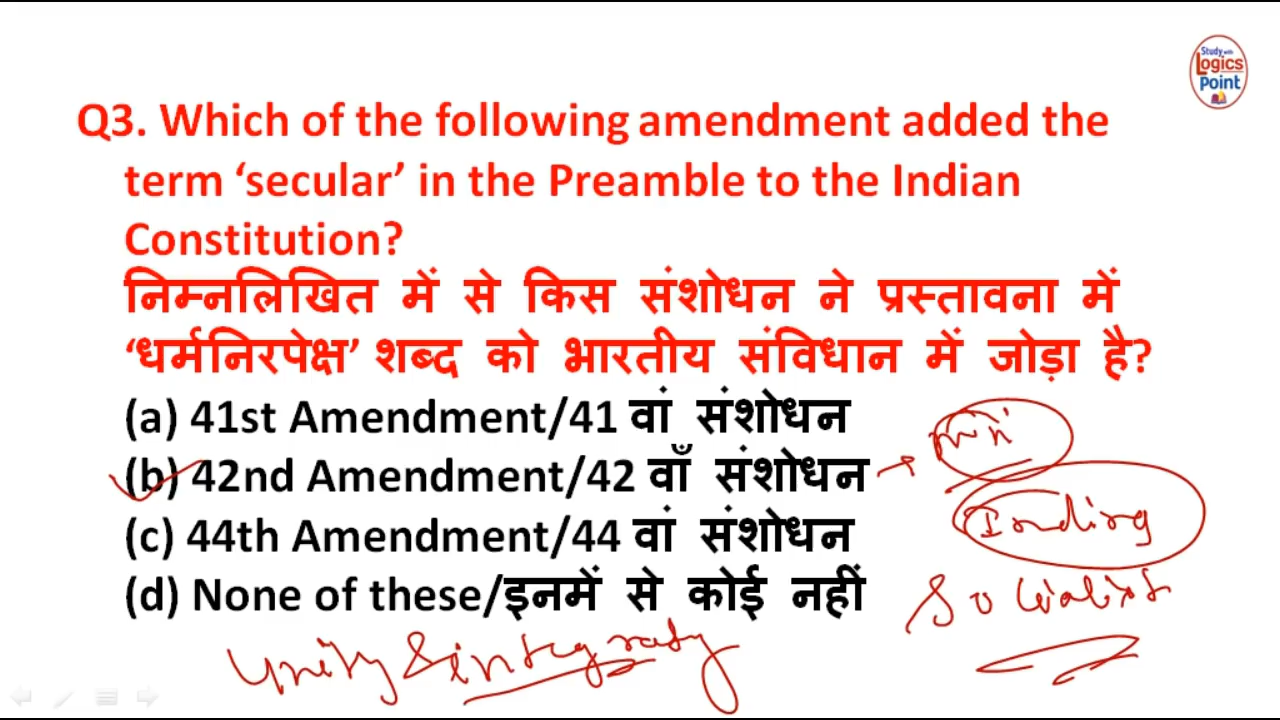 Study with
Logics
Point
Q3. Which of the following amendment added the
term ‘secular’ in the Preamble to the Indian
Constitution?
निम्नलिखित में से किस संशोधन ने प्रस्तावना में
‘धर्मनिरपेक्ष’ शब्द को भारतीय संविधान में जोड़ा है?
(a) 41st Amendment/41 वां संशोधन
(b) 42nd Amendment/42 वाँ संशोधन
(c) 44th Amendment/44 वां संशोधन
(d) None of these/इनमें से कोई नहीं
Unity &